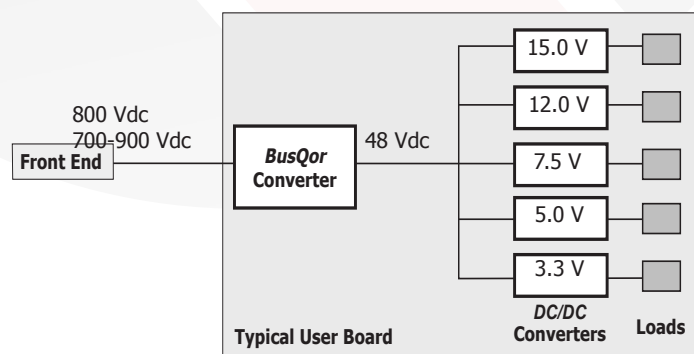 800 Vdc
700-900 Vdc
Front End
BusQor
Converter
48 Vdc
15.0 V
12.0 V
7.5 V
5.0 V
3.3 V
DC/DC
Converters
Loads
Typical User Board